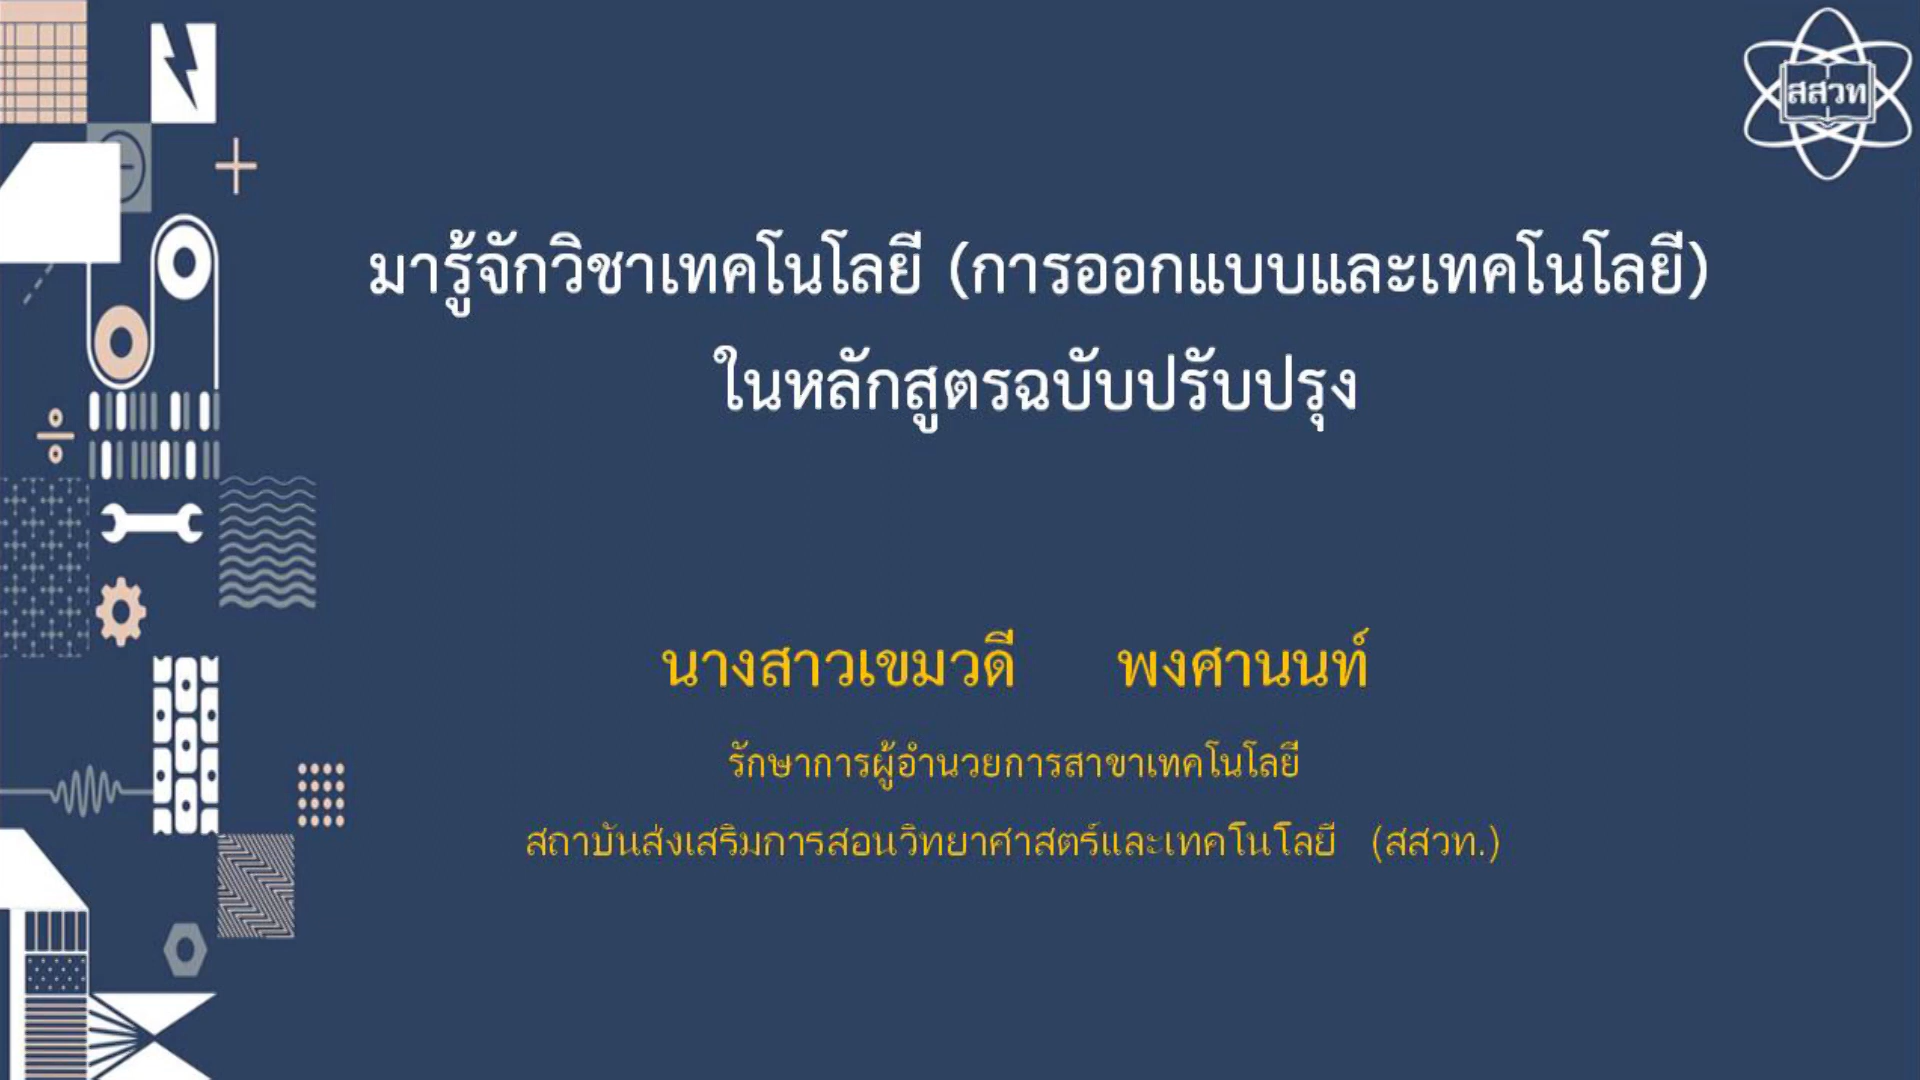 สสวท
มารู้จักวิชาเทคโนโลยี (การออกแบบและเทคโนโลยี)
ในหลักสูตรฉบับปรับปรุง
นางสาวเขมวดี พงศานนท์
รักษาการผู้อำนวยการสาขาเทคโนโลยี
สถาบันส่งเสริมการสอนวิทยาศาสตร์และเทคโนโลยี (สสวท.)